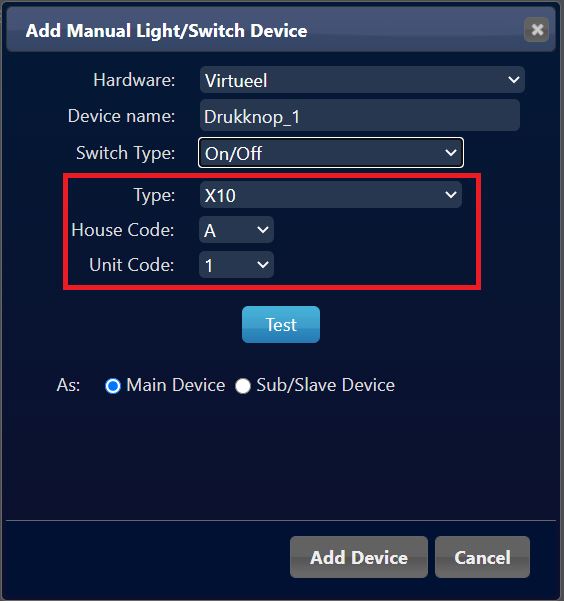 Add Manual Light/Switch Device
Hardware: Virtueel
Device name: Drukknop_1
Switch Type: On/Off
Type: X10
House Code: A
Unit Code: 1
Test
As: Main Device Sub/Slave Device
Add Device Cancel